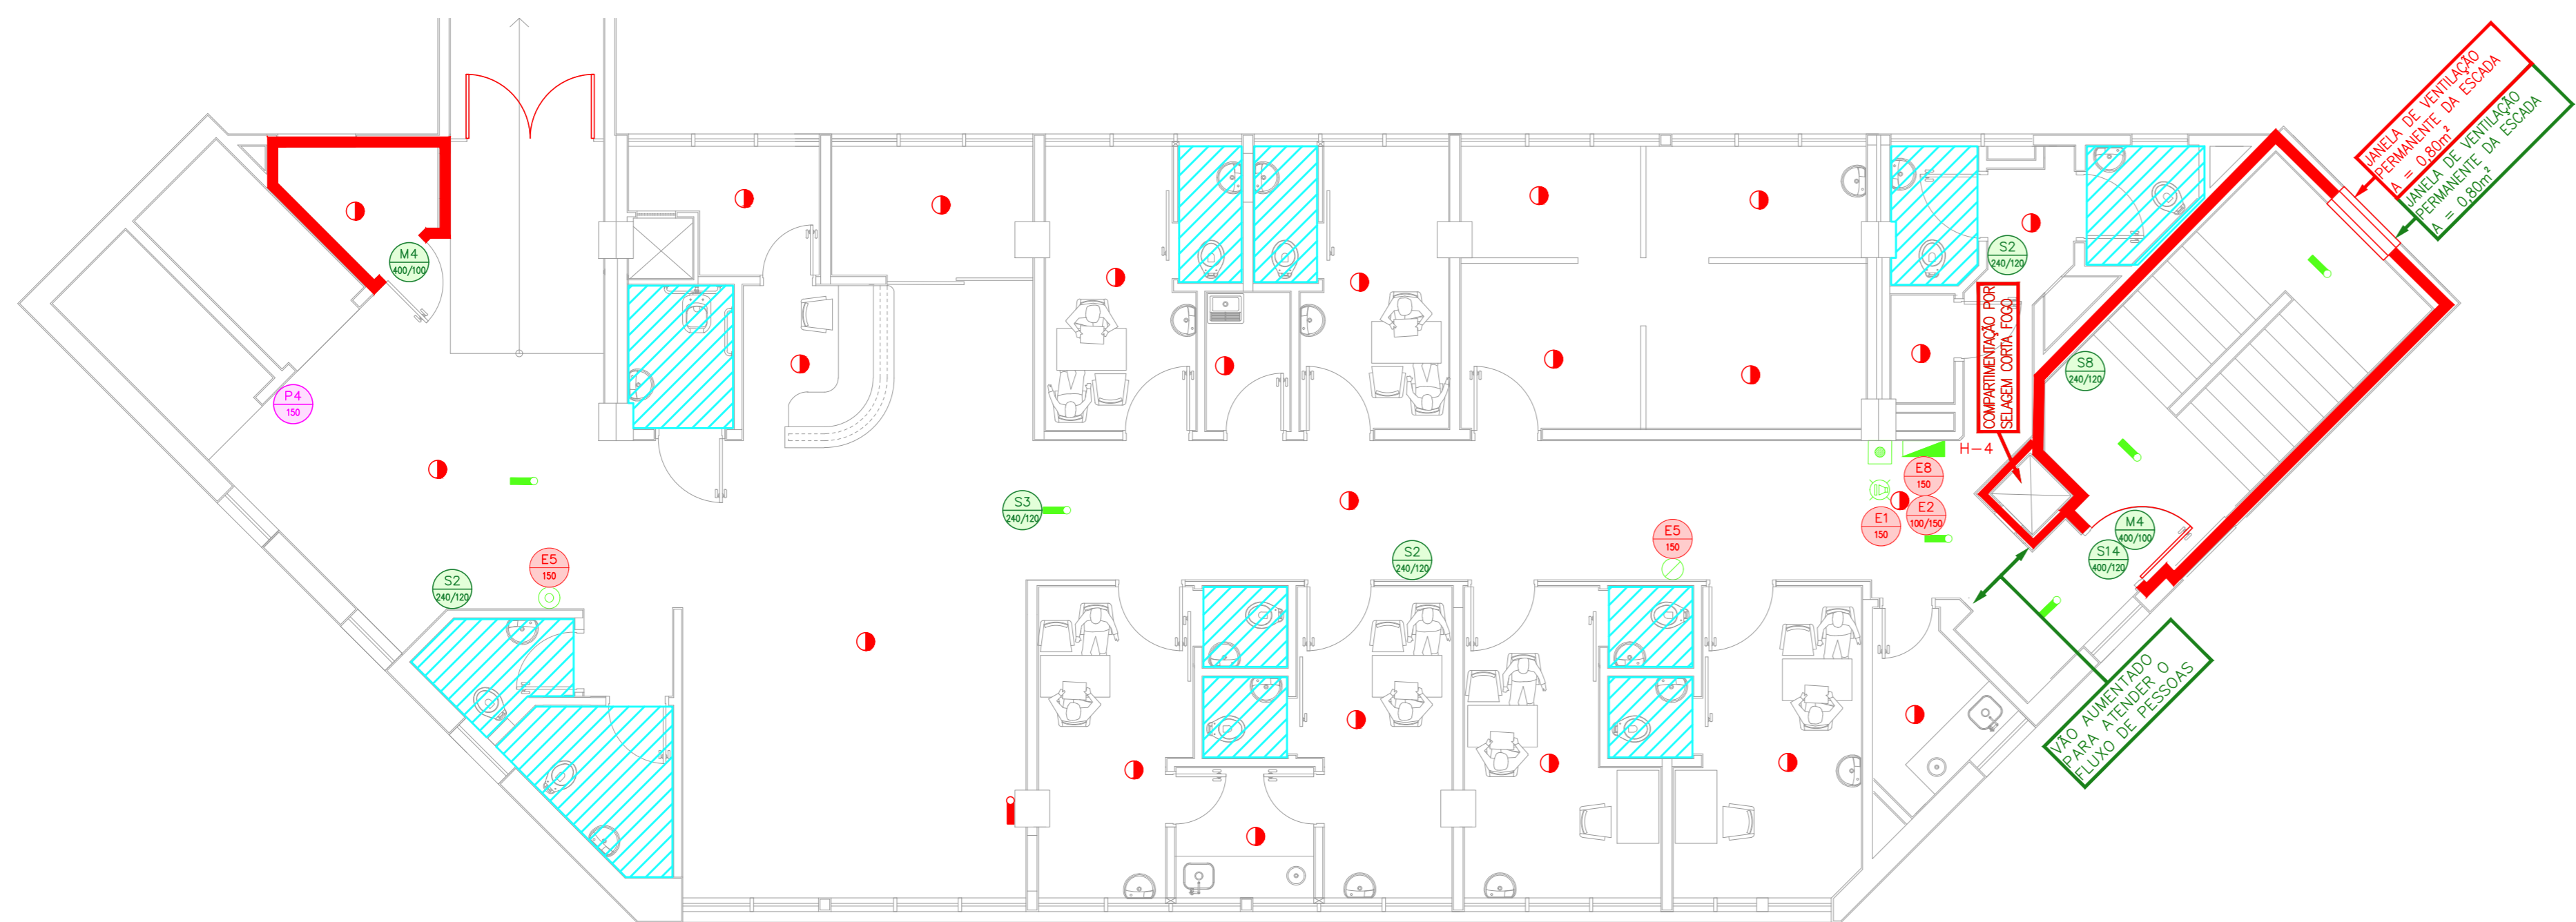 JANELA DE VENTILAÇÃO
PERMANENTE DA ESCADA
A = 0,80m²
JANELA DE VENTILAÇÃO
PERMANENTE DA ESCADA
A = 0,80m²
M4
400/100
S2
240/120
COMPARTIMENTAÇÃO POR
SELAGEM CORTA FOGO
S8
240/120
P4
150
H-4
E8
150
S3
240/120
E2
100/150
E1
150
M4
400/100
S14
400/120
E5
150
S2
240/120
E5
150
S2
240/120
VÃO AUMENTADO
PARA ATENDER O
FLUXO DE PESSOAS